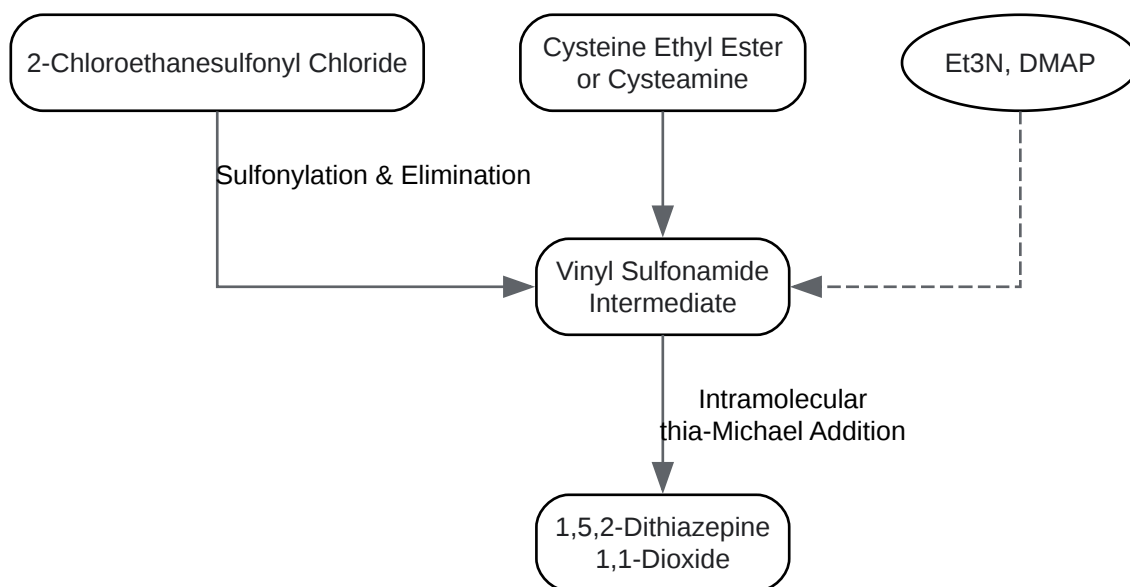 2-Chloroethanesulfonyl Chloride
Cysteine Ethyl Ester
or Cysteamine
Et3N, DMAP
Sulfonylation & Elimination
Vinyl Sulfonamide
Intermediate
Intramolecular
thia-Michael Addition
1,5,2-Dithiazepine
1,1-Dioxide